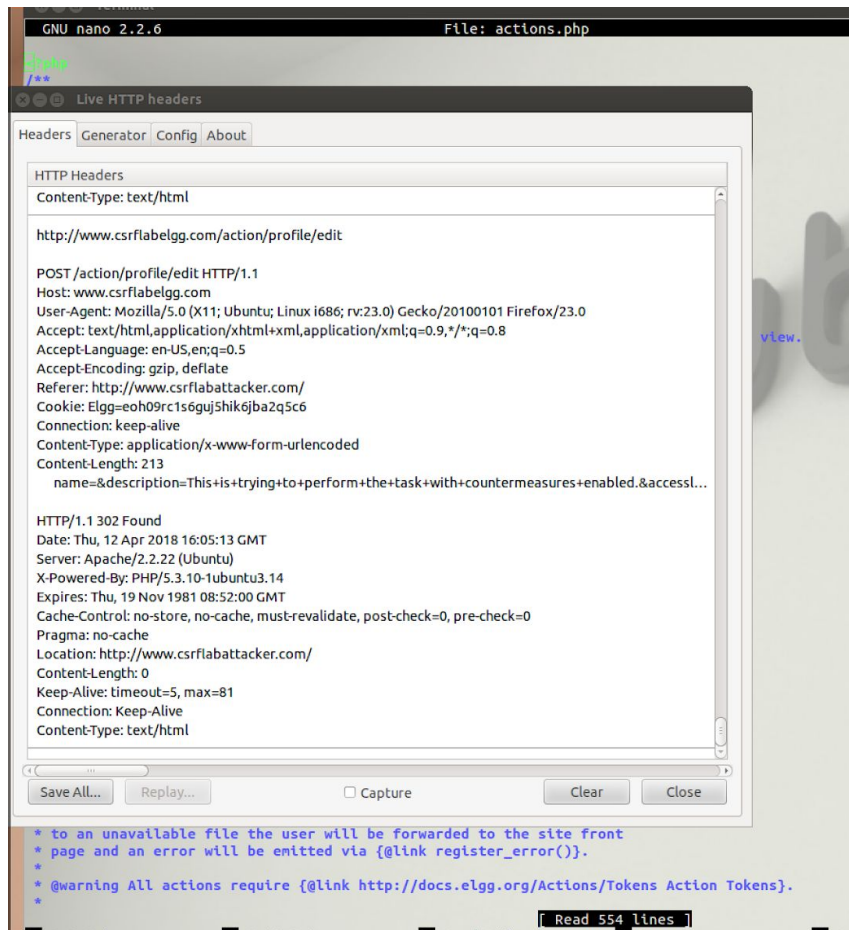 Terminal
GNU nano 2.2.6 File: actions.php
<?php
/**
Live HTTP headers
Headers Generator Config About
HTTP Headers
Content-Type: text/html
http://www.csrflabelgg.com/action/profile/edit
POST /action/profile/edit HTTP/1.1
Host: www.csrflabelgg.com
User-Agent: Mozilla/5.0 (X11; Ubuntu; Linux i686; rv:23.0) Gecko/20100101 Firefox/23.0
Accept: text/html,application/xhtml+xml,application/xml;q=0.9,*/*;q=0.8
Accept-Language: en-US,en;q=0.5
Accept-Encoding: gzip, deflate
Referer: http://www.csrflabattacker.com/
Cookie: Elgg=eoh09rc1s6guj5hik6jba2q5c6
Connection: keep-alive
Content-Type: application/x-www-form-urlencoded
Content-Length: 213
name=&description=This+is+trying+to+perform+the+task+with+countermeasures+enabled.&accessl...
HTTP/1.1 302 Found
Date: Thu, 12 Apr 2018 16:05:13 GMT
Server: Apache/2.2.22 (Ubuntu)
X-Powered-By: PHP/5.3.10-1ubuntu3.14
Expires: Thu, 19 Nov 1981 08:52:00 GMT
Cache-Control: no-store, no-cache, must-revalidate, post-check=0, pre-check=0
Pragma: no-cache
Location: http://www.csrflabattacker.com/
Content-Length: 0
Keep-Alive: timeout=5, max=81
Connection: Keep-Alive
Content-Type: text/html
view.
Save All... Replay... Capture Clear Close
* to an unavailable file the user will be forwarded to the site front
* page and an error will be emitted via {@link register_error()}.
*
* @warning All actions require {@link http://docs.elgg.org/Actions/Tokens Action Tokens}.
*
[ Read 554 lines ]